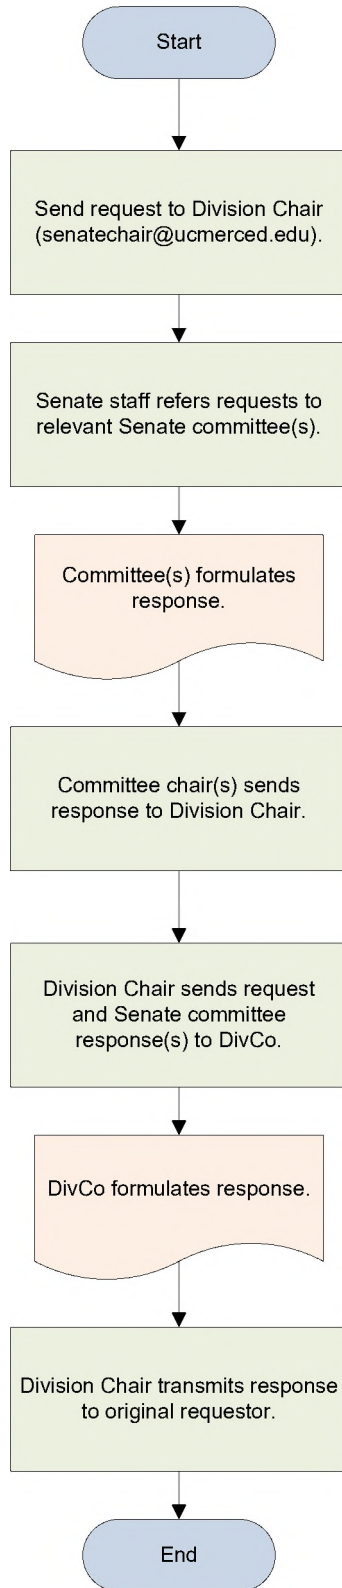 Start
Send request to Division Chair
(senatechair@ucmerced.edu).
Senate staff refers requests to
relevant Senate committee(s).
Committee(s) formulates
response.
Committee chair(s) sends
response to Division Chair.
Division Chair sends request
and Senate committee
response(s) to DivCo.
DivCo formulates response.
Division Chair transmits response
to original requestor.
End